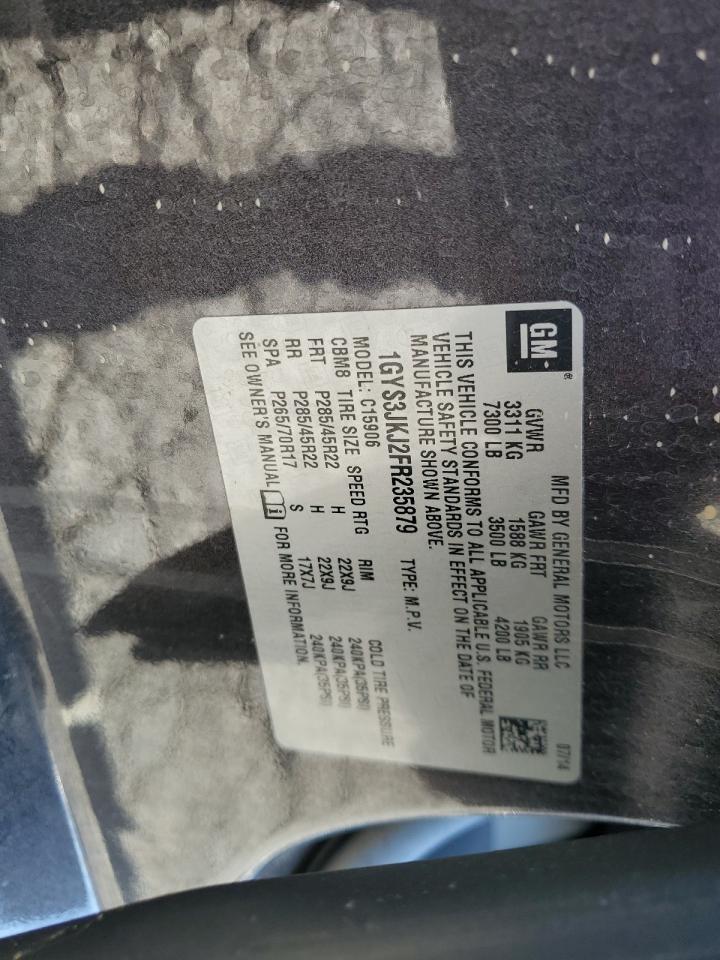 GM
®
MFD BY GENERAL MOTORS LLC 07/14
GVWR GAWR FRT GAWR RR
3311 KG 1588 KG 1905 KG
7300 LB 3500 LB 4200 LB
THIS VEHICLE CONFORMS TO ALL APPLICABLE U.S. FEDERAL MOTOR
VEHICLE SAFETY STANDARDS IN EFFECT ON THE DATE OF
MANUFACTURE SHOWN ABOVE.
1GYS3JKJ2FR235879 TYPE: M.P.V.
MODEL: C15906 COLD TIRE PRESSURE
CBM8 TIRE SIZE SPEED RTG RIM
FRT P285/45R22 H 22X9J 240KPA(35PSI)
RR P285/45R22 H 22X9J 240KPA(35PSI)
SPA P265/70R17 S 17X7J 240KPA(35PSI)
SEE OWNER'S MANUAL i FOR MORE INFORMATION.